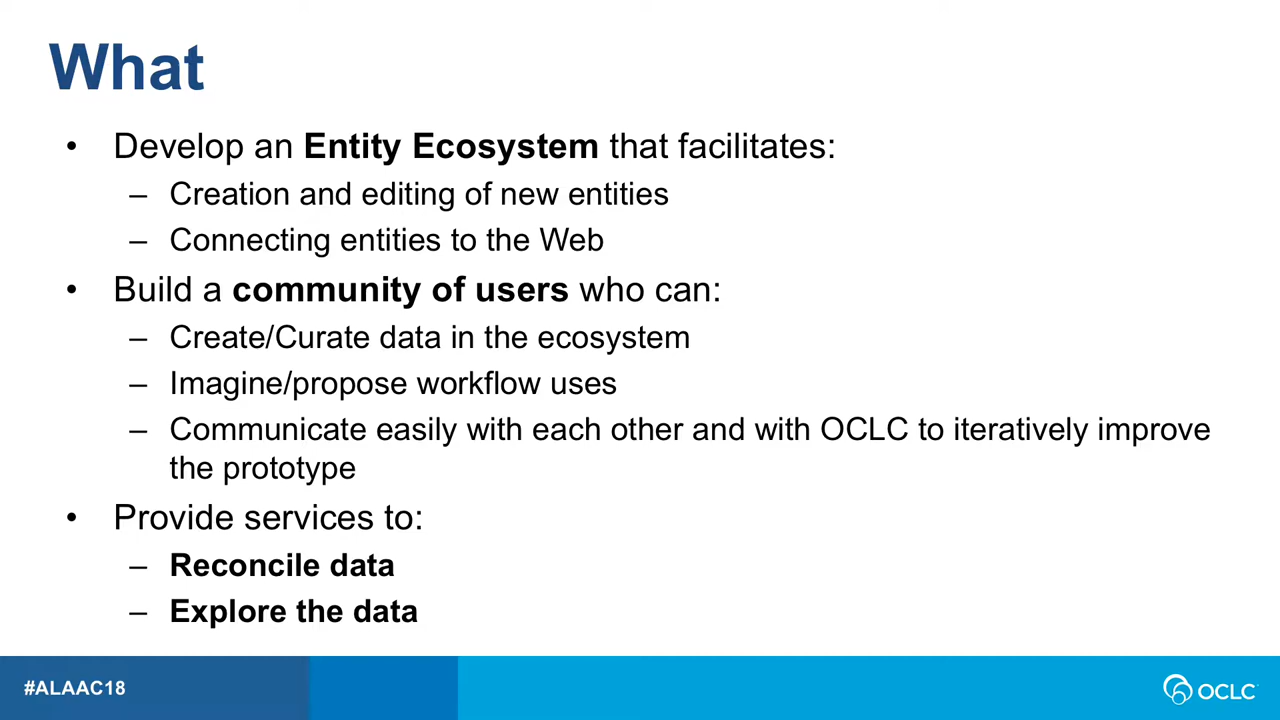 What
• Develop an Entity Ecosystem that facilitates:
– Creation and editing of new entities
– Connecting entities to the Web
• Build a community of users who can:
– Create/Curate data in the ecosystem
– Imagine/propose workflow uses
– Communicate easily with each other and with OCLC to iteratively improve
the prototype
• Provide services to:
– Reconcile data
– Explore the data
#ALAAC18
OCLC